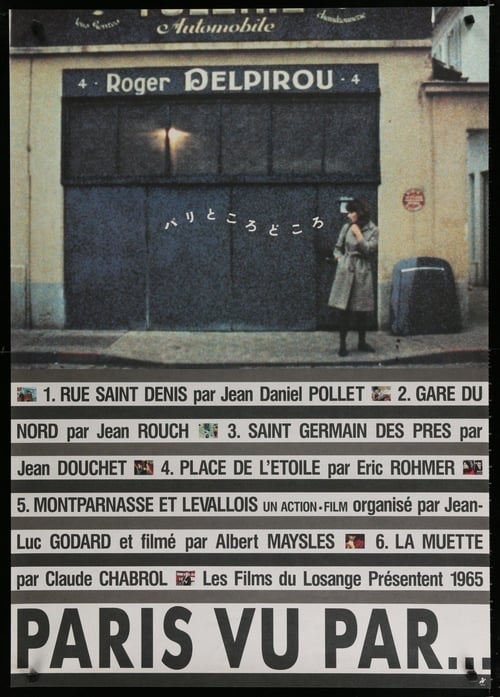 TOLERIE
Automobile
4 · Roger DELPIROU · 4
パリところどころ
1. RUE SAINT DENIS par Jean Daniel POLLET 2. GARE DU
NORD par Jean ROUCH 3. SAINT GERMAIN DES PRES par
Jean DOUCHET 4. PLACE DE L'ETOILE par Eric ROHMER
5. MONTPARNASSE ET LEVALLOIS UN ACTION·FILM organisé par Jean-
Luc GODARD et filmé par Albert MAYSLES 6. LA MUETTE
par Claude CHABROL Les Films du Losange Présentent 1965
PARIS VU PAR...